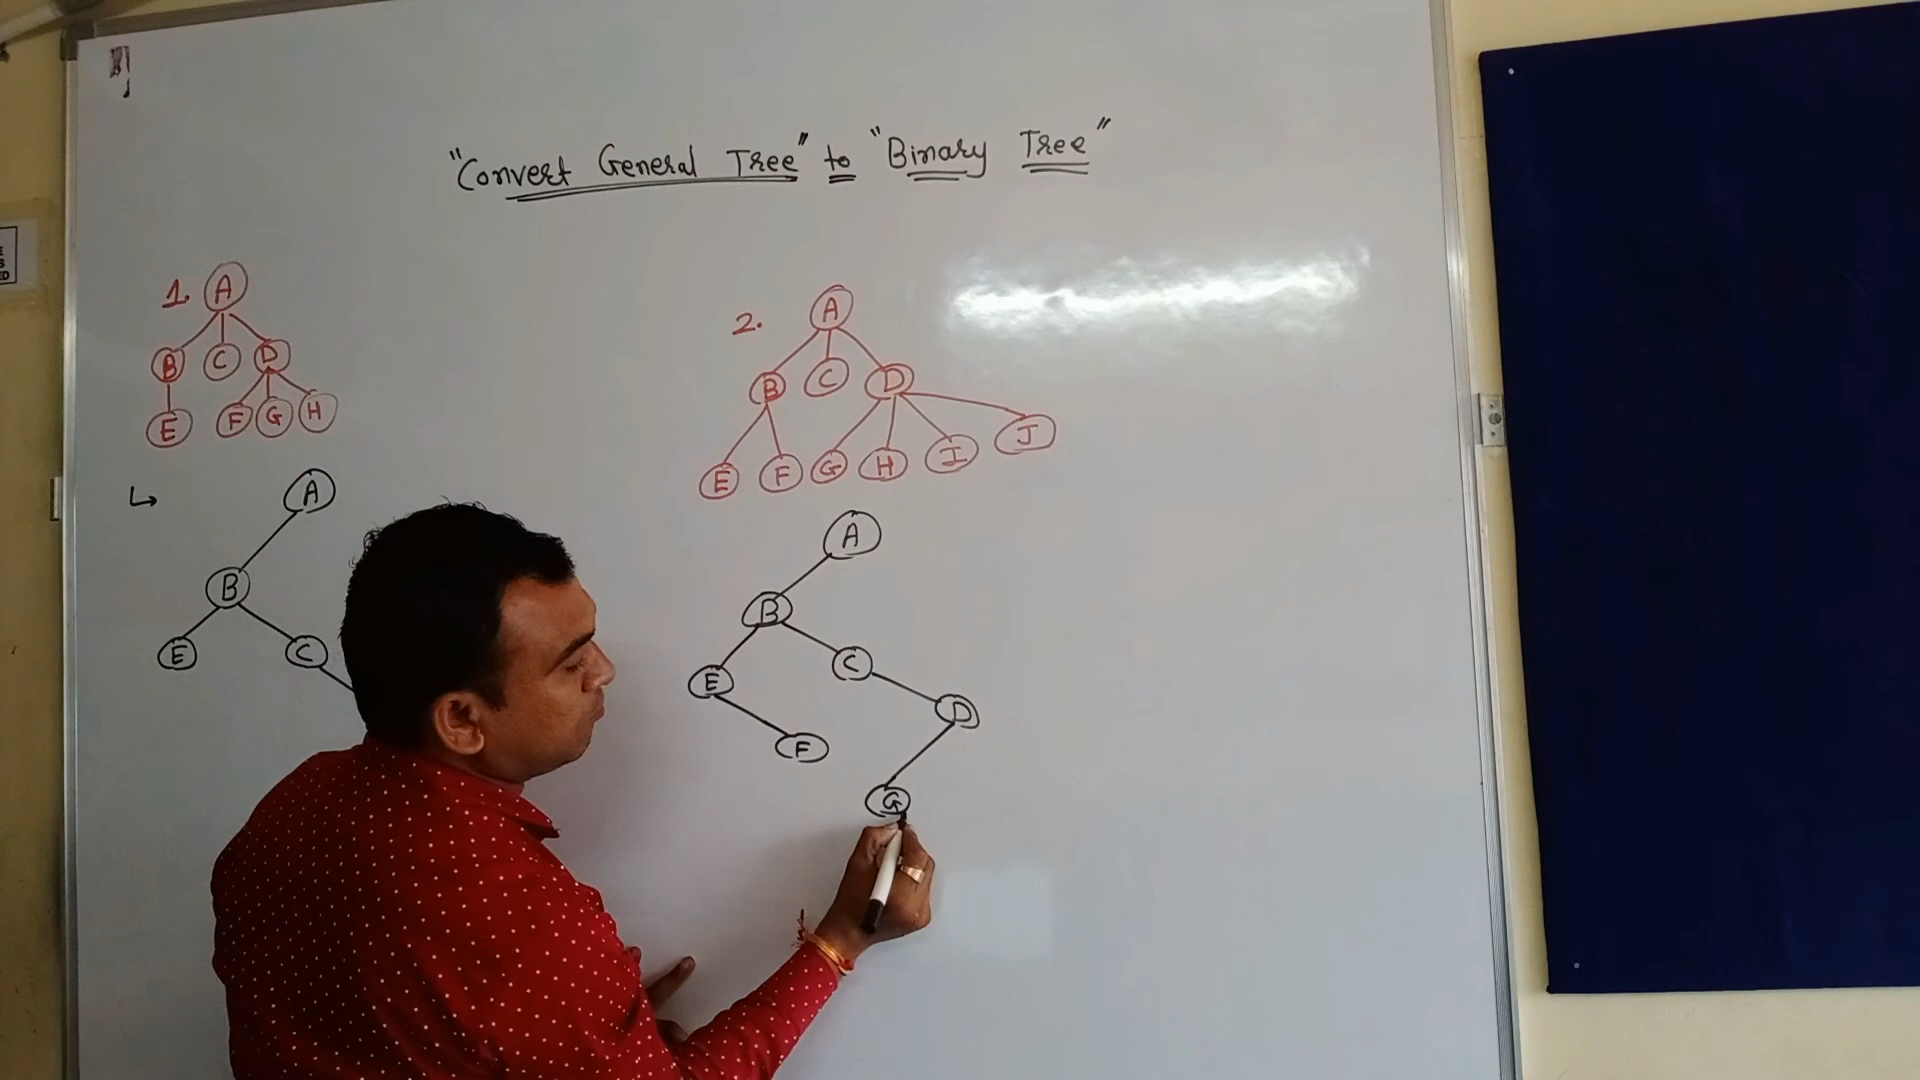 "Convert General Tree" to "Binary Tree"
1. A
B C D
E F G H
2. A
B C D
E F G H I J
A
B
E C
A
B
E C
F D
G